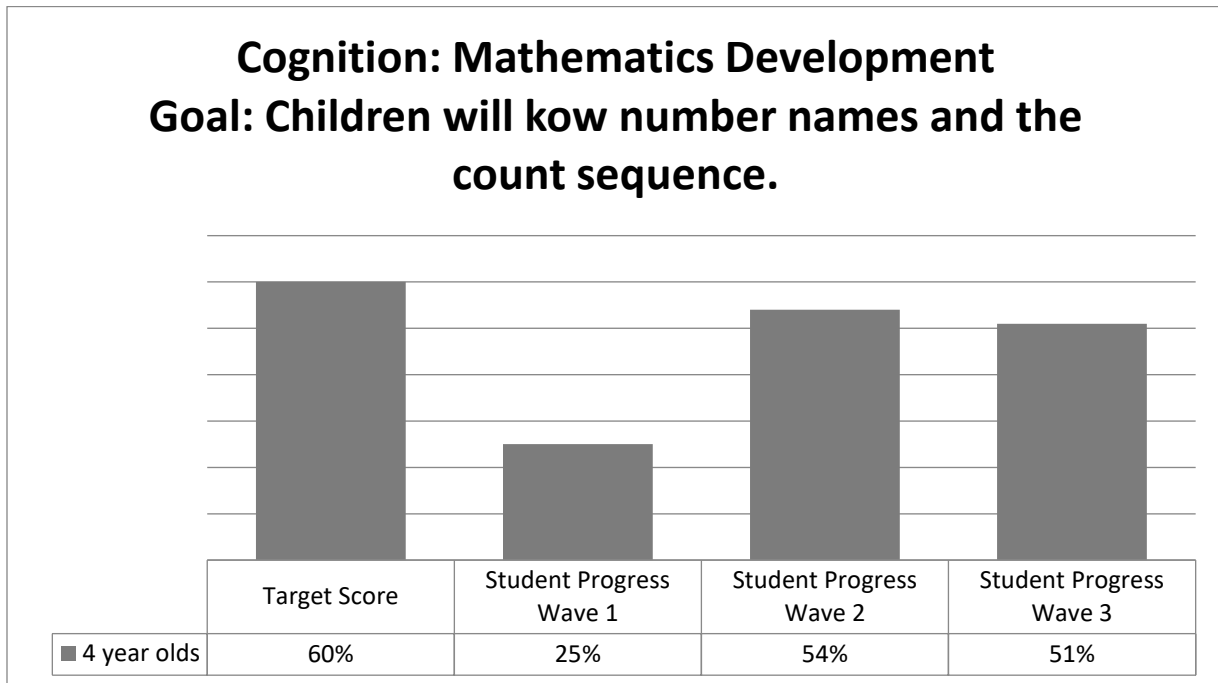 Cognition: Mathematics Development
Goal: Children will kow number names and the
count sequence.
Target Score
Student Progress
Wave 1
Student Progress
Wave 2
Student Progress
Wave 3
4 year olds 60% 25% 54% 51%